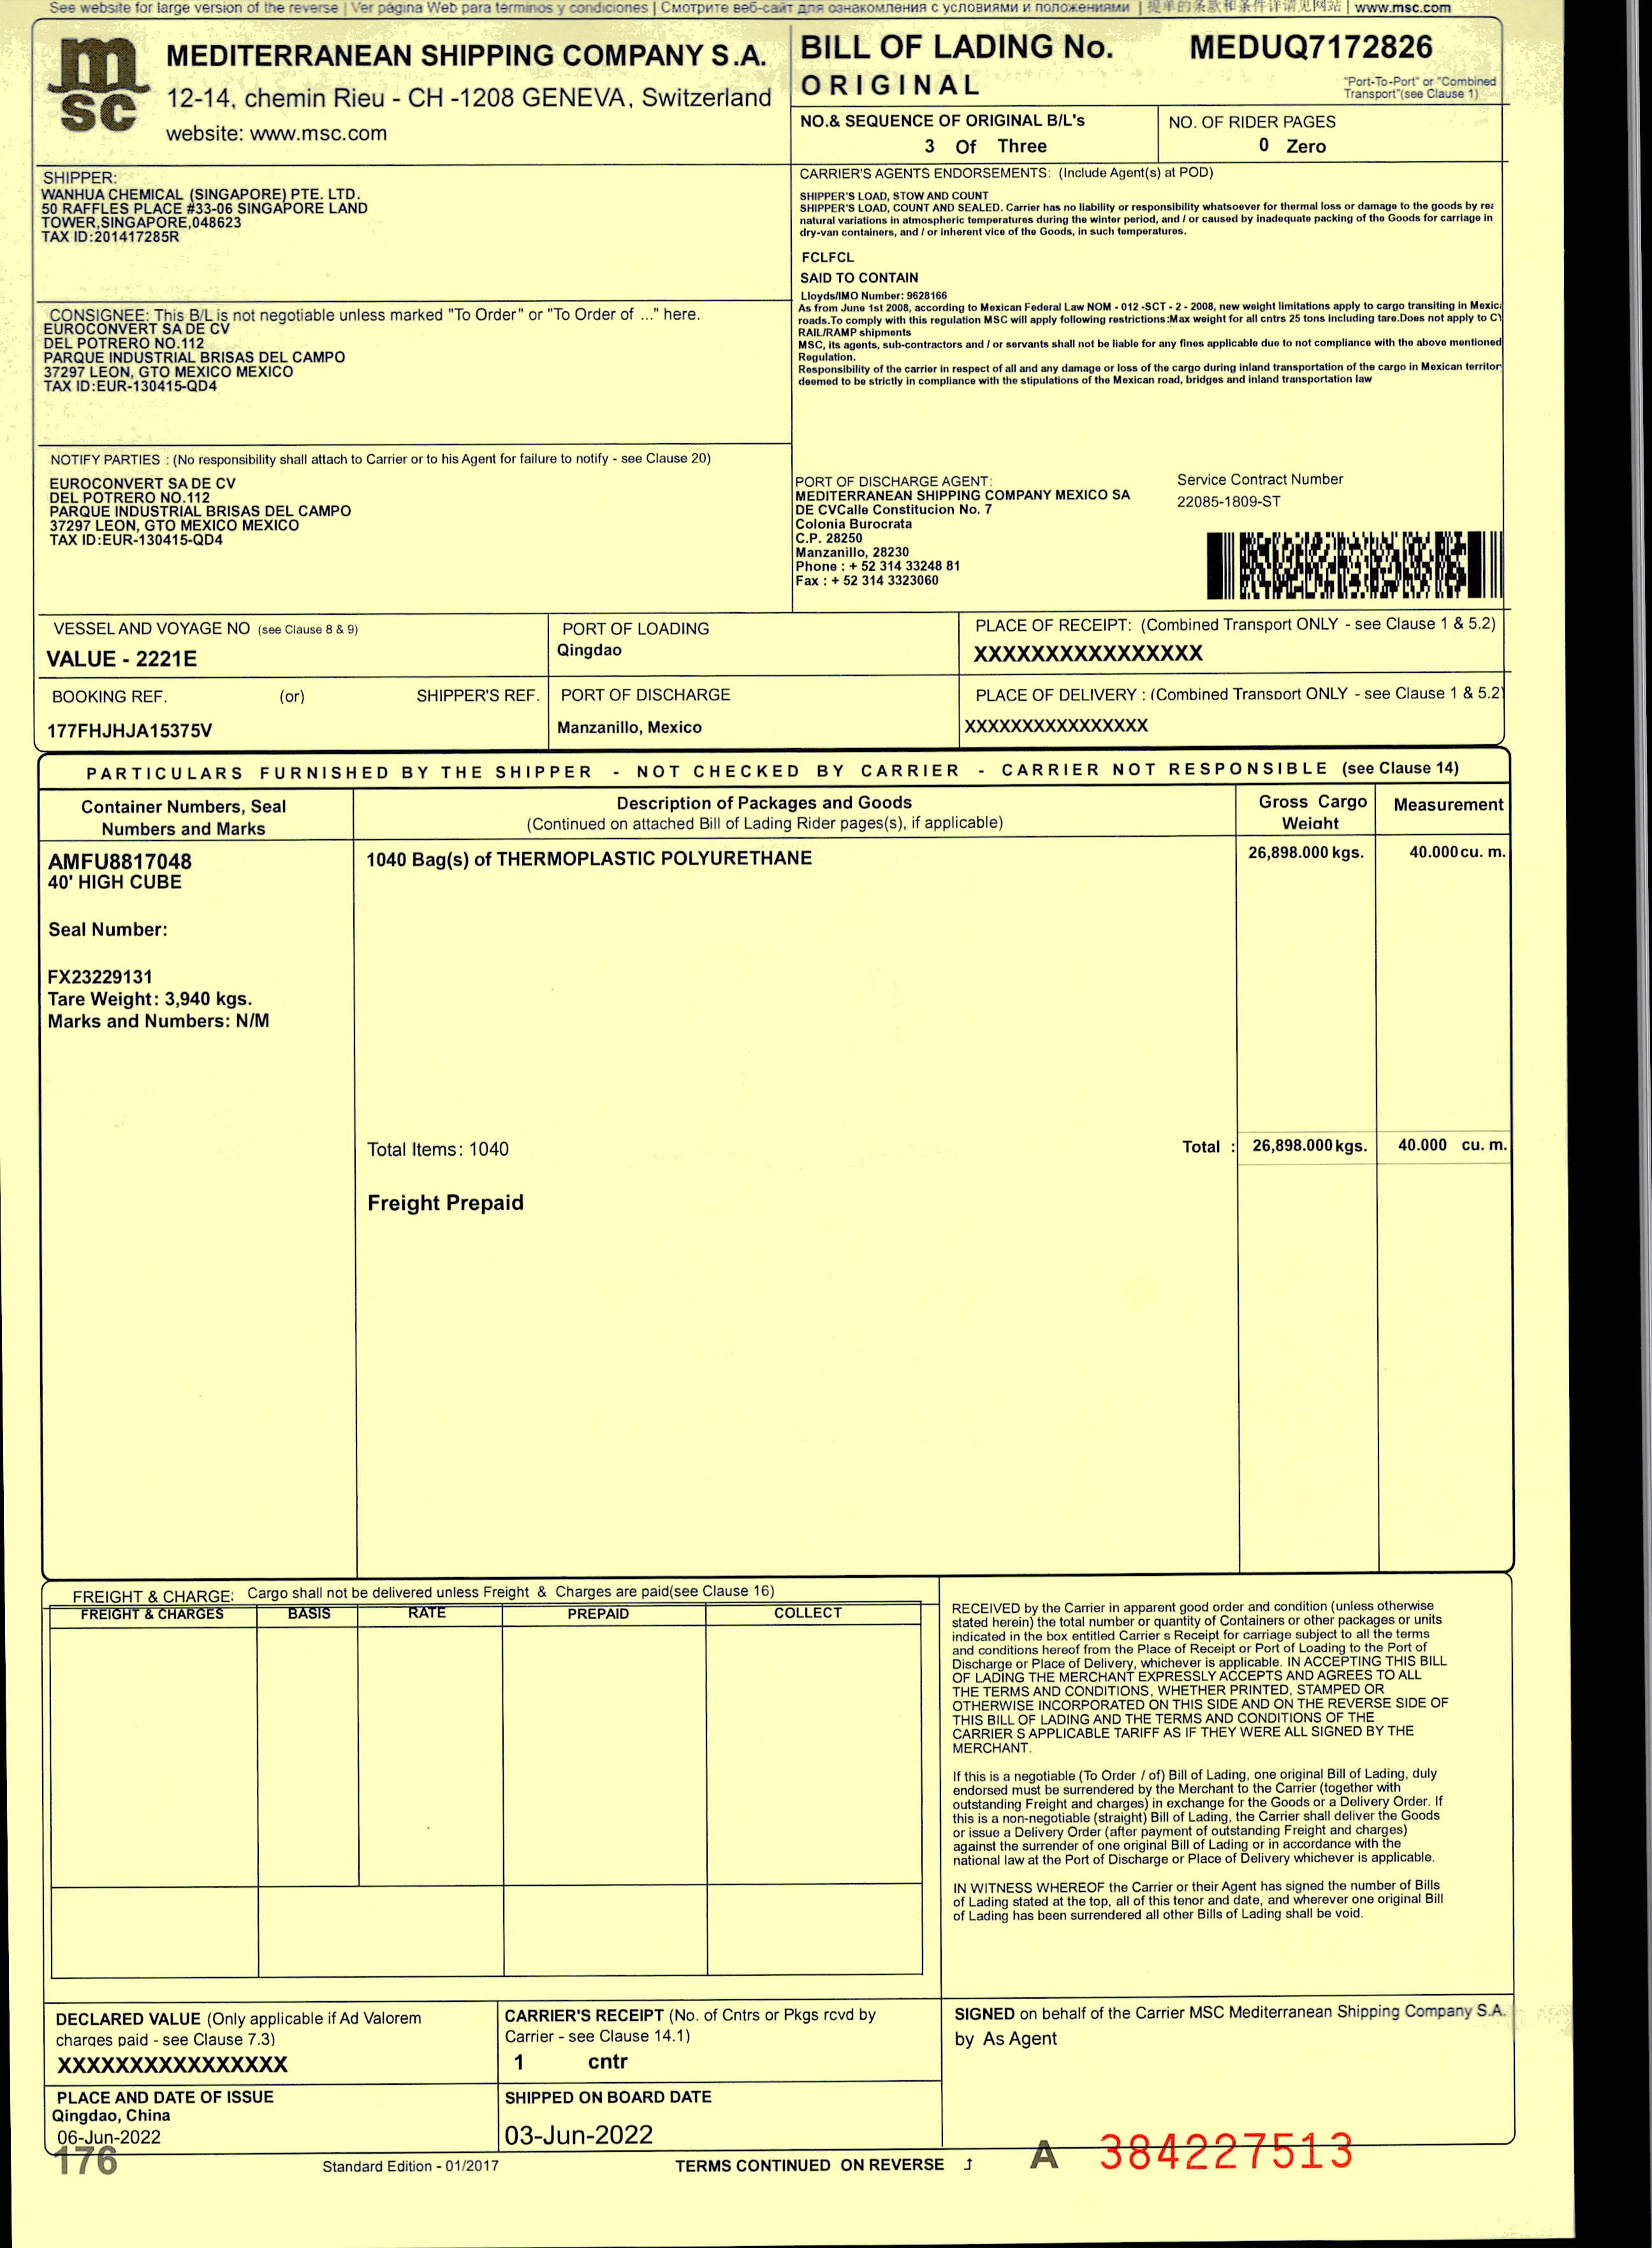 See website for large version of the reverse | Ver página Web para términos y condiciones | Смотрите веб-сайт для ознакомления с условиями и положениями | 提单的条款和条件详请见网站 | www.msc.com
msc
MEDITERRANEAN SHIPPING COMPANY S.A.
12-14, chemin Rieu - CH -1208 GENEVA, Switzerland
website: www.msc.com
BILL OF LADING No. MEDUQ7172826
ORIGINAL
"Port-To-Port" or "Combined
Transport"(see Clause 1)
NO.& SEQUENCE OF ORIGINAL B/L's
3 Of Three
NO. OF RIDER PAGES
0 Zero
SHIPPER:
WANHUA CHEMICAL (SINGAPORE) PTE. LTD.
50 RAFFLES PLACE #33-06 SINGAPORE LAND
TOWER,SINGAPORE,048623
TAX ID:201417285R
CARRIER'S AGENTS ENDORSEMENTS: (Include Agent(s) at POD)
SHIPPER'S LOAD, STOW AND COUNT
SHIPPER'S LOAD, COUNT AND SEALED. Carrier has no liability or responsibility whatsoever for thermal loss or damage to the goods by rea
natural variations in atmospheric temperatures during the winter period, and / or caused by inadequate packing of the Goods for carriage in
dry-van containers, and / or inherent vice of the Goods, in such temperatures.
FCLFCL
SAID TO CONTAIN
Lloyds/IMO Number: 9628166
As from June 1st 2008, according to Mexican Federal Law NOM - 012 -SCT - 2 - 2008, new weight limitations apply to cargo transiting in Mexic
roads.To comply with this regulation MSC will apply following restrictions:Max weight for all cntrs 25 tons including tare.Does not apply to CY
RAIL/RAMP shipments
MSC, its agents, sub-contractors and / or servants shall not be liable for any fines applicable due to not compliance with the above mentioned
Regulation.
Responsibility of the carrier in respect of all and any damage or loss of the cargo during inland transportation of the cargo in Mexican territor
deemed to be strictly in compliance with the stipulations of the Mexican road, bridges and inland transportation law
CONSIGNEE: This B/L is not negotiable unless marked "To Order" or "To Order of ..." here.
EUROCONVERT SA DE CV
DEL POTRERO NO.112
PARQUE INDUSTRIAL BRISAS DEL CAMPO
37297 LEON, GTO MEXICO MEXICO
TAX ID:EUR-130415-QD4
NOTIFY PARTIES : (No responsibility shall attach to Carrier or to his Agent for failure to notify - see Clause 20)
EUROCONVERT SA DE CV
DEL POTRERO NO.112
PARQUE INDUSTRIAL BRISAS DEL CAMPO
37297 LEON, GTO MEXICO MEXICO
TAX ID:EUR-130415-QD4
PORT OF DISCHARGE AGENT:
MEDITERRANEAN SHIPPING COMPANY MEXICO SA
DE CVCalle Constitucion No. 7
Colonia Burocrata
C.P. 28250
Manzanillo, 28230
Phone : + 52 314 33248 81
Fax : + 52 314 3323060
Service Contract Number
22085-1809-ST
VESSEL AND VOYAGE NO (see Clause 8 & 9)
VALUE - 2221E
PORT OF LOADING
Qingdao
PLACE OF RECEIPT: (Combined Transport ONLY - see Clause 1 & 5.2)
XXXXXXXXXXXXXXXX
BOOKING REF. (or) SHIPPER'S REF.
177FHJHJA15375V
PORT OF DISCHARGE
Manzanillo, Mexico
PLACE OF DELIVERY : (Combined Transport ONLY - see Clause 1 & 5.2)
XXXXXXXXXXXXXXXX
PARTICULARS FURNISHED BY THE SHIPPER - NOT CHECKED BY CARRIER - CARRIER NOT RESPONSIBLE (see Clause 14)
Container Numbers, Seal
Numbers and Marks
Description of Packages and Goods
(Continued on attached Bill of Lading Rider pages(s), if applicable)
Gross Cargo
Weight
Measurement
AMFU8817048
40' HIGH CUBE
1040 Bag(s) of THERMOPLASTIC POLYURETHANE
26,898.000 kgs.
40.000 cu. m.
Seal Number:
FX23229131
Tare Weight: 3,940 kgs.
Marks and Numbers: N/M
Total Items: 1040
Total : 26,898.000 kgs. 40.000 cu. m.
Freight Prepaid
FREIGHT & CHARGE: Cargo shall not be delivered unless Freight & Charges are paid(see Clause 16)
FREIGHT & CHARGES BASIS RATE PREPAID COLLECT
RECEIVED by the Carrier in apparent good order and condition (unless otherwise
stated herein) the total number or quantity of Containers or other packages or units
indicated in the box entitled Carrier s Receipt for carriage subject to all the terms
and conditions hereof from the Place of Receipt or Port of Loading to the Port of
Discharge or Place of Delivery, whichever is applicable. IN ACCEPTING THIS BILL
OF LADING THE MERCHANT EXPRESSLY ACCEPTS AND AGREES TO ALL
THE TERMS AND CONDITIONS, WHETHER PRINTED, STAMPED OR
OTHERWISE INCORPORATED ON THIS SIDE AND ON THE REVERSE SIDE OF
THIS BILL OF LADING AND THE TERMS AND CONDITIONS OF THE
CARRIER S APPLICABLE TARIFF AS IF THEY WERE ALL SIGNED BY THE
MERCHANT.
If this is a negotiable (To Order / of) Bill of Lading, one original Bill of Lading, duly
endorsed must be surrendered by the Merchant to the Carrier (together with
outstanding Freight and charges) in exchange for the Goods or a Delivery Order. If
this is a non-negotiable (straight) Bill of Lading, the Carrier shall deliver the Goods
or issue a Delivery Order (after payment of outstanding Freight and charges)
against the surrender of one original Bill of Lading or in accordance with the
national law at the Port of Discharge or Place of Delivery whichever is applicable.
IN WITNESS WHEREOF the Carrier or their Agent has signed the number of Bills
of Lading stated at the top, all of this tenor and date, and wherever one original Bill
of Lading has been surrendered all other Bills of Lading shall be void.
DECLARED VALUE (Only applicable if Ad Valorem
charges paid - see Clause 7.3)
XXXXXXXXXXXXXXXX
CARRIER'S RECEIPT (No. of Cntrs or Pkgs rcvd by
Carrier - see Clause 14.1)
1 cntr
SIGNED on behalf of the Carrier MSC Mediterranean Shipping Company S.A.
by As Agent
PLACE AND DATE OF ISSUE
Qingdao, China
06-Jun-2022
SHIPPED ON BOARD DATE
03-Jun-2022
176
Standard Edition - 01/2017
TERMS CONTINUED ON REVERSE
A 384227513